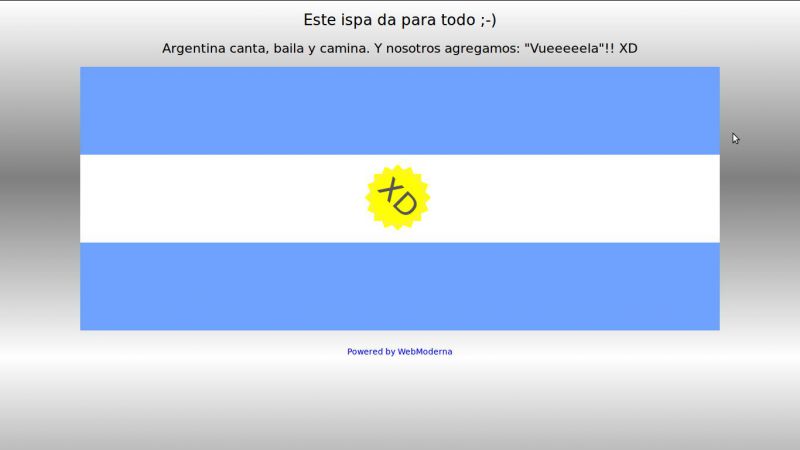 Este ispa da para todo ;-)
Argentina canta, baila y camina. Y nosotros agregamos: "Vueeeeela"!! XD
XD
Powered by WebModerna